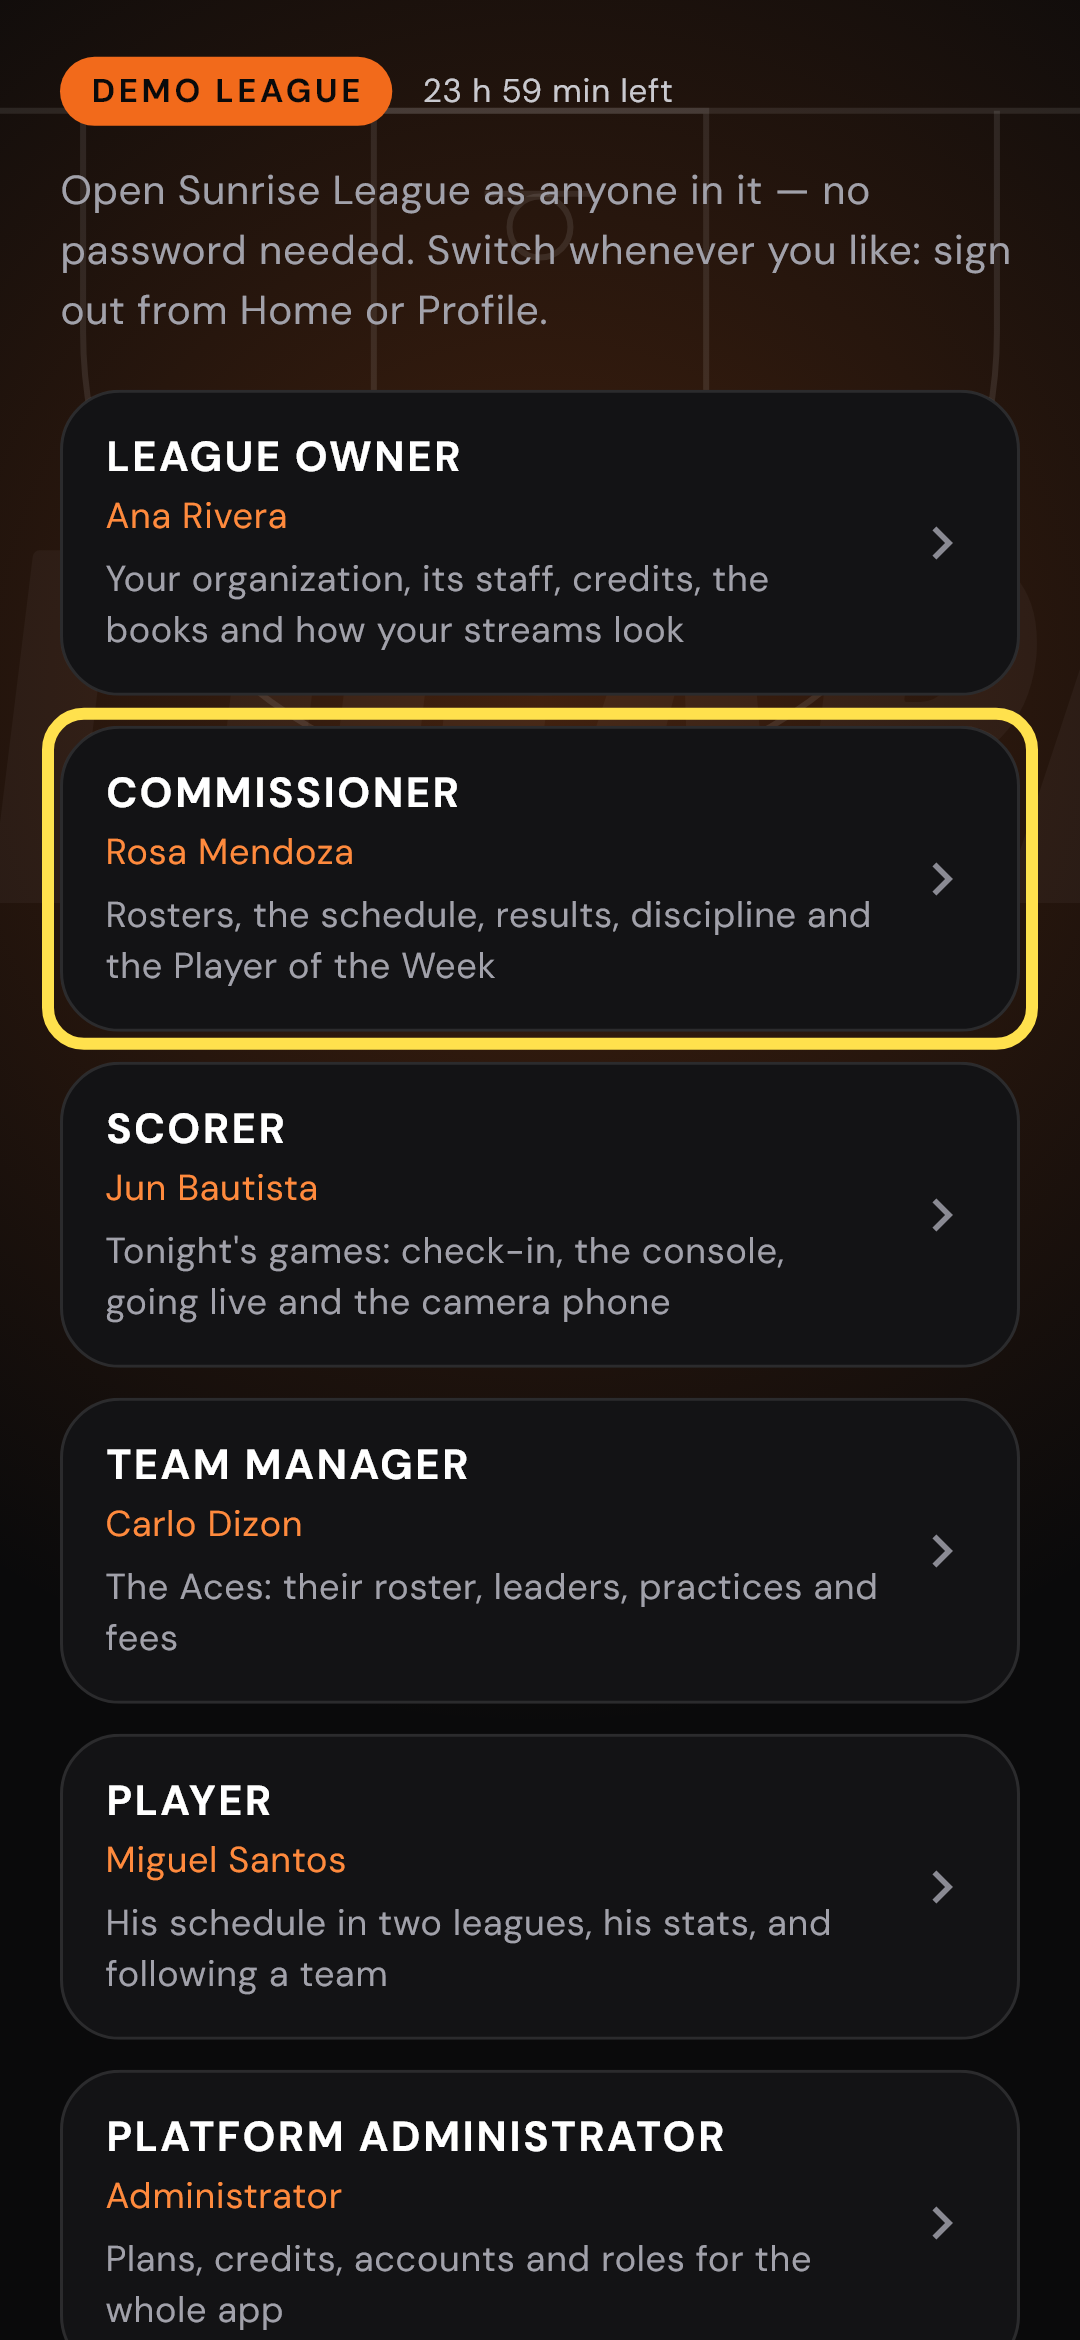 DEMO LEAGUE 23 h 59 min left
Open Sunrise League as anyone in it — no
password needed. Switch whenever you like: sign
out from Home or Profile.
LEAGUE OWNER
Ana Rivera
Your organization, its staff, credits, the
books and how your streams look
COMMISSIONER
Rosa Mendoza
Rosters, the schedule, results, discipline and
the Player of the Week
SCORER
Jun Bautista
Tonight's games: check-in, the console,
going live and the camera phone
TEAM MANAGER
Carlo Dizon
The Aces: their roster, leaders, practices and
fees
PLAYER
Miguel Santos
His schedule in two leagues, his stats, and
following a team
PLATFORM ADMINISTRATOR
Administrator
Plans, credits, accounts and roles for the
whole app